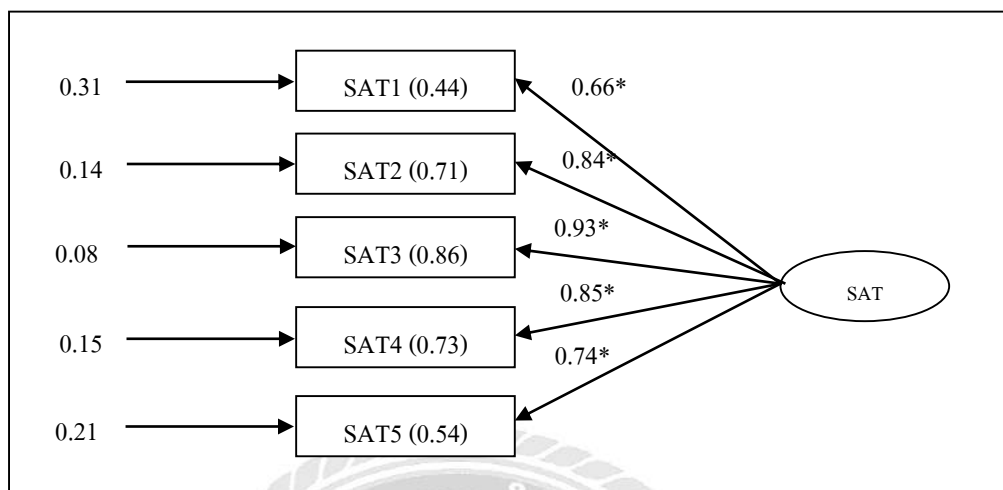 0.31 SAT1 (0.44) 0.66*
0.14 SAT2 (0.71) 0.84*
0.08 SAT3 (0.86) 0.93*
SAT
0.15 SAT4 (0.73) 0.85*
0.21 SAT5 (0.54) 0.74*